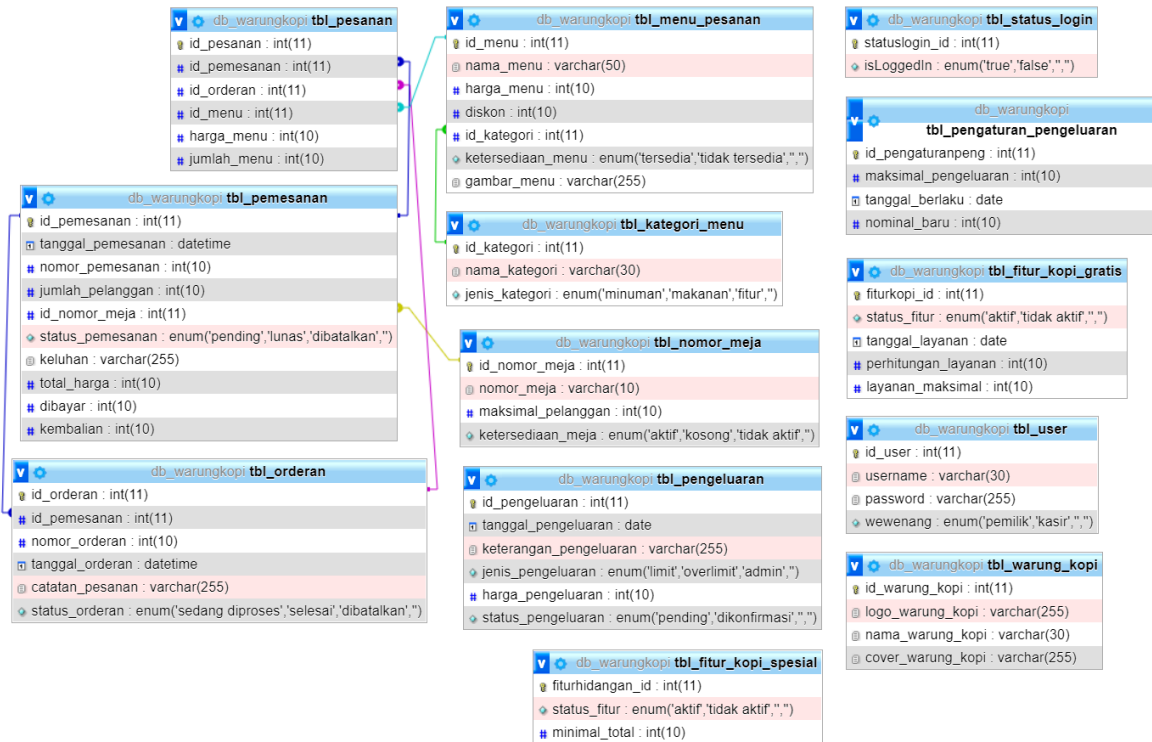 db_warungkopi tbl_pesanan
id_pesanan : int(11)
id_pemesanan : int(11)
id_orderan : int(11)
id_menu : int(11)
harga_menu : int(10)
jumlah_menu : int(10)
db_warungkopi tbl_menu_pesanan
id_menu : int(11)
nama_menu : varchar(50)
harga_menu : int(10)
diskon : int(10)
id_kategori : int(11)
ketersediaan_menu : enum('tersedia','tidak tersedia','','')
gambar_menu : varchar(255)
db_warungkopi tbl_status_login
statuslogin_id : int(11)
isLoggedIn : enum('true','false','','')
db_warungkopi
tbl_pengaturan_pengeluaran
id_pengaturanpeng : int(11)
maksimal_pengeluaran : int(10)
tanggal_berlaku : date
nominal_baru : int(10)
db_warungkopi tbl_pemesanan
id_pemesanan : int(11)
tanggal_pemesanan : datetime
nomor_pemesanan : int(10)
jumlah_pelanggan : int(10)
id_nomor_meja : int(11)
status_pemesanan : enum('pending','lunas','dibatalkan','')
keluhan : varchar(255)
total_harga : int(10)
dibayar : int(10)
kembalian : int(10)
db_warungkopi tbl_kategori_menu
id_kategori : int(11)
nama_kategori : varchar(30)
jenis_kategori : enum('minuman','makanan','fitur','')
db_warungkopi tbl_fitur_kopi_gratis
fiturkopi_id : int(11)
status_fitur : enum('aktif','tidak aktif','','')
tanggal_layanan : date
perhitungan_layanan : int(10)
layanan_maksimal : int(10)
db_warungkopi tbl_nomor_meja
id_nomor_meja : int(11)
nomor_meja : varchar(10)
maksimal_pelanggan : int(10)
ketersediaan_meja : enum('aktif','kosong','tidak aktif','')
db_warungkopi tbl_user
id_user : int(11)
username : varchar(30)
password : varchar(255)
wewenang : enum('pemilik','kasir','','')
db_warungkopi tbl_orderan
id_orderan : int(11)
id_pemesanan : int(11)
nomor_orderan : int(10)
tanggal_orderan : datetime
catatan_pesanan : varchar(255)
status_orderan : enum('sedang diproses','selesai','dibatalkan','')
db_warungkopi tbl_pengeluaran
id_pengeluaran : int(11)
tanggal_pengeluaran : date
keterangan_pengeluaran : varchar(255)
jenis_pengeluaran : enum('limit','overlimit','admin','')
harga_pengeluaran : int(10)
status_pengeluaran : enum('pending','dikonfirmasi','','')
db_warungkopi tbl_warung_kopi
id_warung_kopi : int(11)
logo_warung_kopi : varchar(255)
nama_warung_kopi : varchar(30)
cover_warung_kopi : varchar(255)
db_warungkopi tbl_fitur_kopi_spesial
fiturhidangan_id : int(11)
status_fitur : enum('aktif','tidak aktif','','')
minimal_total : int(10)